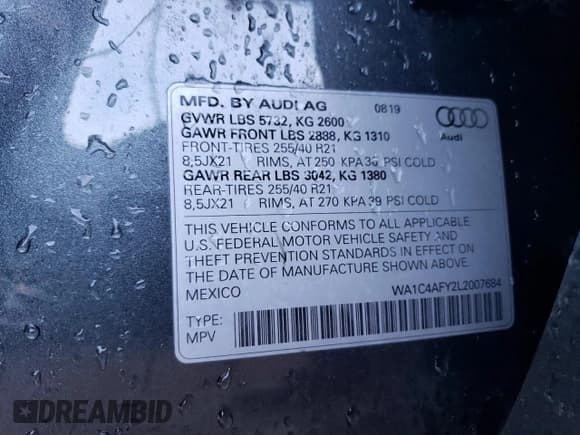 MFD. BY AUDI AG 08 19
GVWR LBS 5732, KG 2600
GAWR FRONT LBS 2888, KG 1310
FRONT-TIRES 255/40 R21
8,5JX21 RIMS, AT 250 KPA 36 PSI COLD
GAWR REAR LBS 3042, KG 1380
REAR-TIRES 255/40 R21
8,5JX21 RIMS, AT 270 KPA 39 PSI COLD
Audi
THIS VEHICLE CONFORMS TO ALL APPLICABLE
U.S. FEDERAL MOTOR VEHICLE SAFETY AND
THEFT PREVENTION STANDARDS IN EFFECT ON
THE DATE OF MANUFACTURE SHOWN ABOVE.
MEXICO
WA1C4AFY2L2007684
TYPE:
MPV
DREAMBID